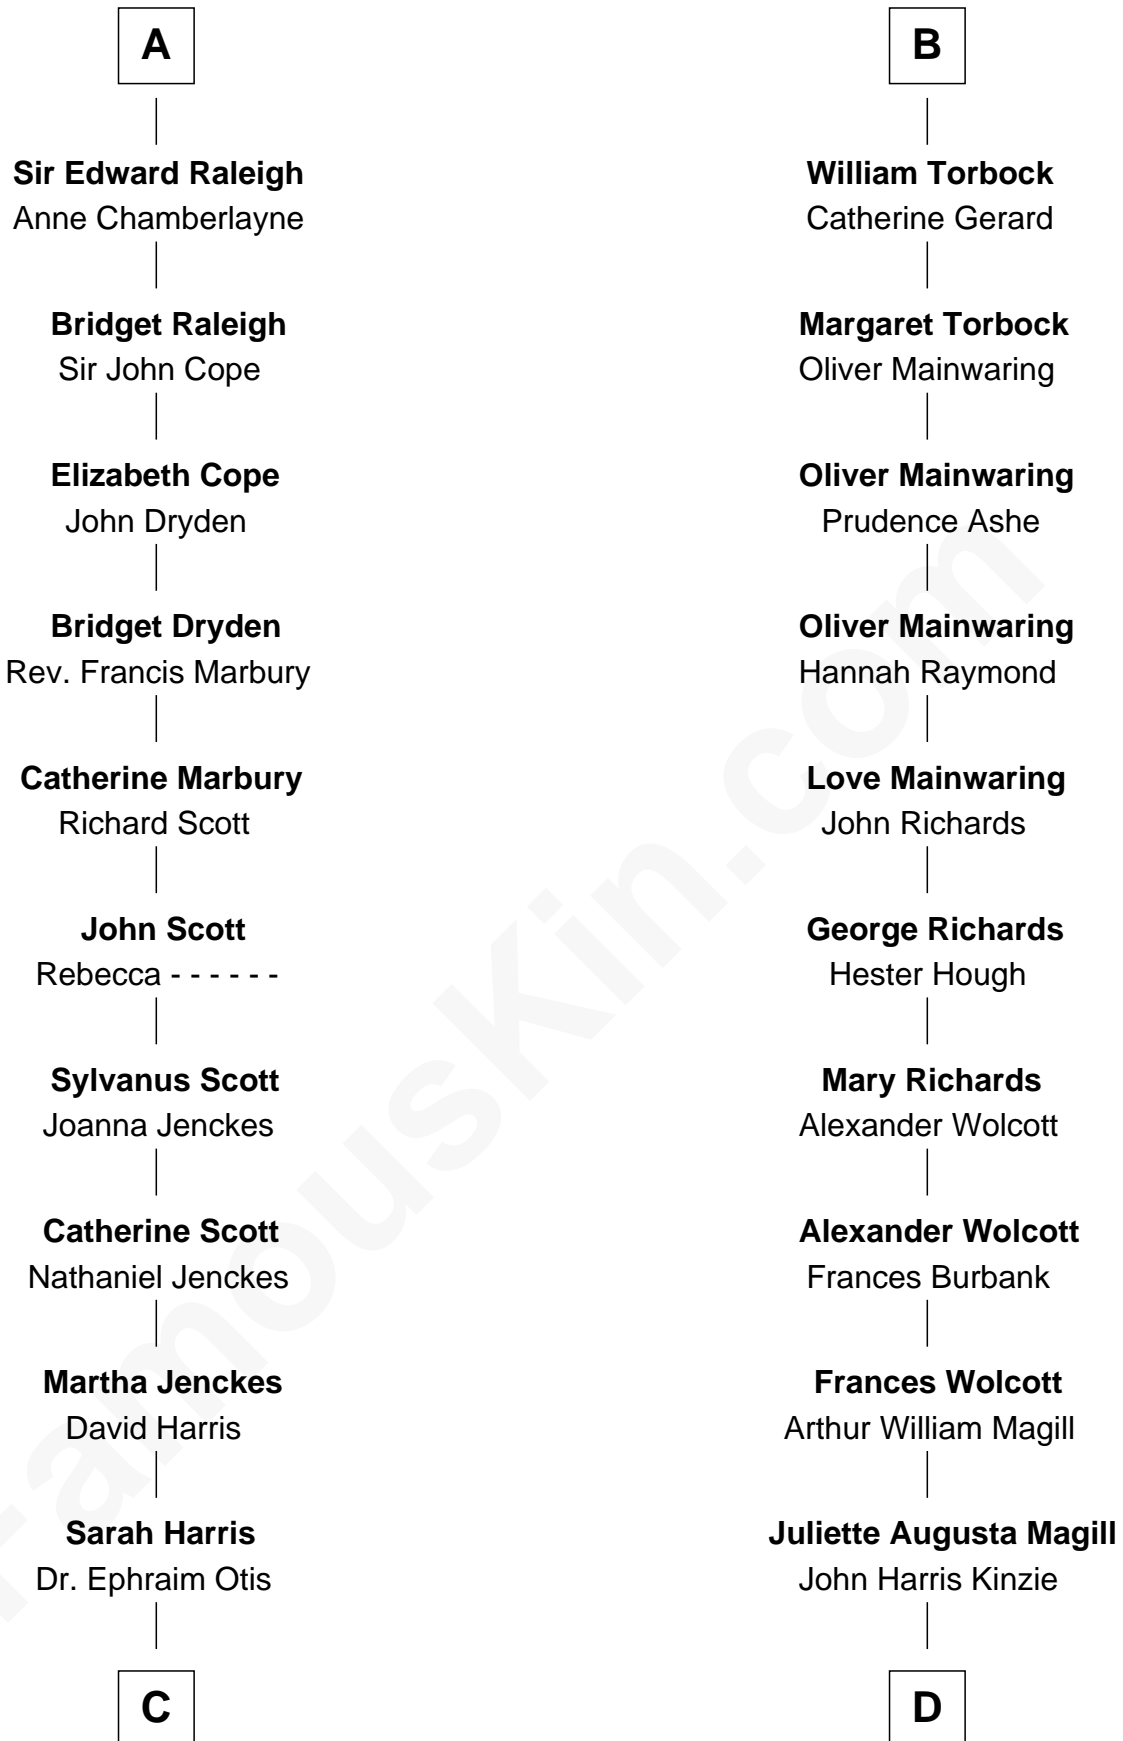 A
Sir Edward Raleigh
Anne Chamberlayne
Bridget Raleigh
Sir John Cope
Elizabeth Cope
John Dryden
Bridget Dryden
Rev. Francis Marbury
Catherine Marbury
Richard Scott
John Scott
Rebecca - - - - - -
Sylvanus Scott
Joanna Jenckes
Catherine Scott
Nathaniel Jenckes
Martha Jenckes
David Harris
Sarah Harris
Dr. Ephraim Otis
C
B
William Torbock
Catherine Gerard
Margaret Torbock
Oliver Mainwaring
Oliver Mainwaring
Prudence Ashe
Oliver Mainwaring
Hannah Raymond
Love Mainwaring
John Richards
George Richards
Hester Hough
Mary Richards
Alexander Wolcott
Alexander Wolcott
Frances Burbank
Frances Wolcott
Arthur William Magill
Juliette Augusta Magill
John Harris Kinzie
D
FamousKin.com